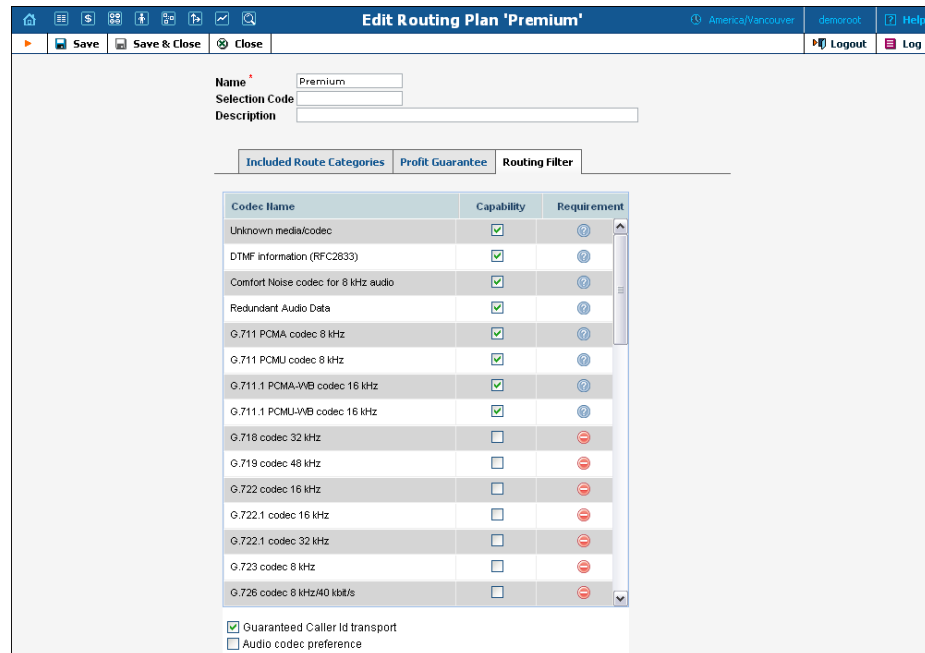 Edit Routing Plan 'Premium'
America/Vancouver
demoroot
? Help
Save
Save & Close
Close
Logout
Log
Name *
Premium
Selection Code
Description
Included Route Categories
Profit Guarantee
Routing Filter
Codec Name Capability Requirement
Unknown media/codec
DTMF information (RFC2833)
Comfort Noise codec for 8 kHz audio
Redundant Audio Data
G.711 PCMA codec 8 kHz
G.711 PCMU codec 8 kHz
G.711.1 PCMA-WB codec 16 kHz
G.711.1 PCMU-WB codec 16 kHz
G.718 codec 32 kHz
G.719 codec 48 kHz
G.722 codec 16 kHz
G.722.1 codec 16 kHz
G.722.1 codec 32 kHz
G.723 codec 8 kHz
G.726 codec 8 kHz/40 kbit/s
Guaranteed Caller Id transport
Audio codec preference